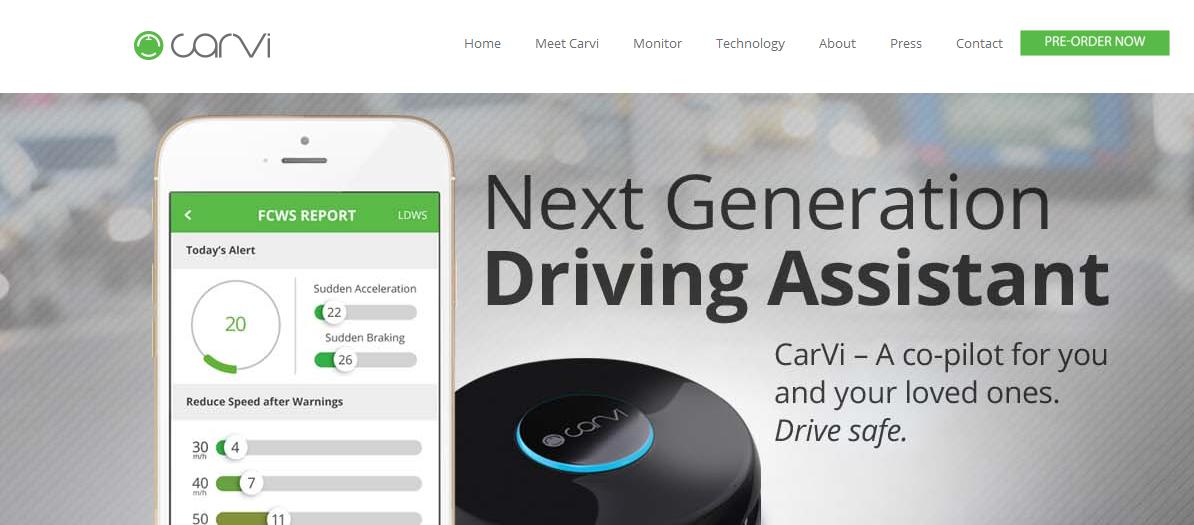 carvi
Home Meet Carvi Monitor Technology About Press Contact PRE-ORDER NOW
FCWS REPORT LDWS
Today's Alert
20
Sudden Acceleration
22
Sudden Braking
26
Reduce Speed after Warnings
30 m/h 4
40 m/h 7
50 11
Next Generation
Driving Assistant
CarVi – A co-pilot for you
and your loved ones.
Drive safe.
carvi